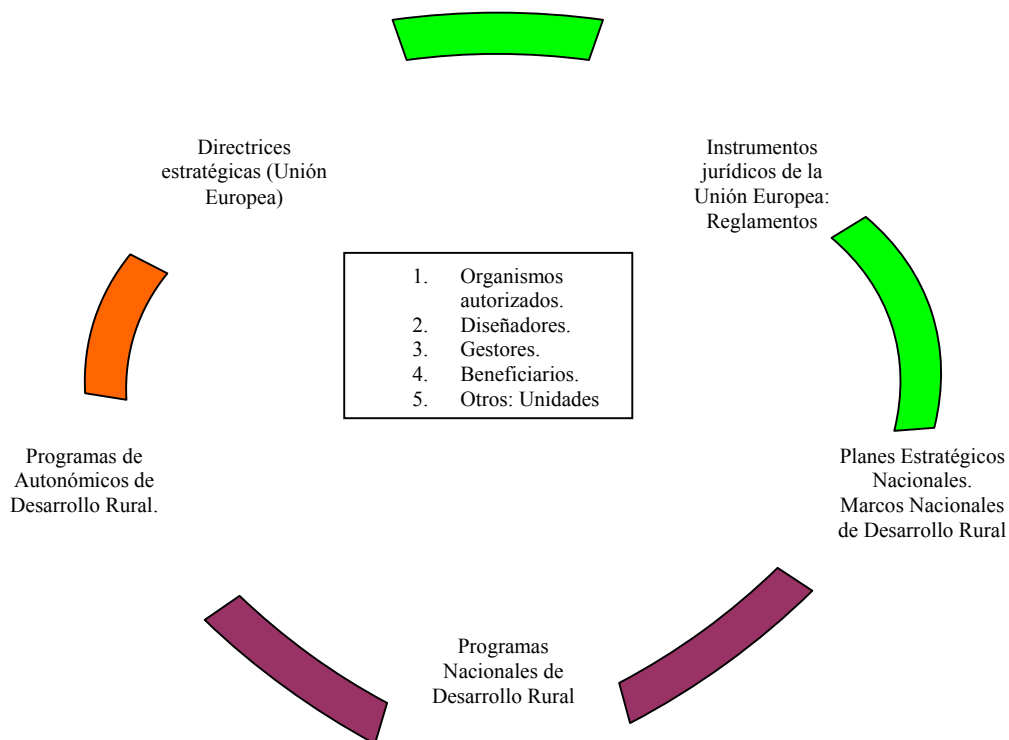 Directrices
estratégicas (Unión
Europea)
Instrumentos
jurídicos de la
Unión Europea:
Reglamentos
1. Organismos
autorizados.
2. Diseñadores.
3. Gestores.
4. Beneficiarios.
5. Otros: Unidades
Programas de
Autonómicos de
Desarrollo Rural.
Planes Estratégicos
Nacionales.
Marcos Nacionales
de Desarrollo Rural
Programas
Nacionales de
Desarrollo Rural